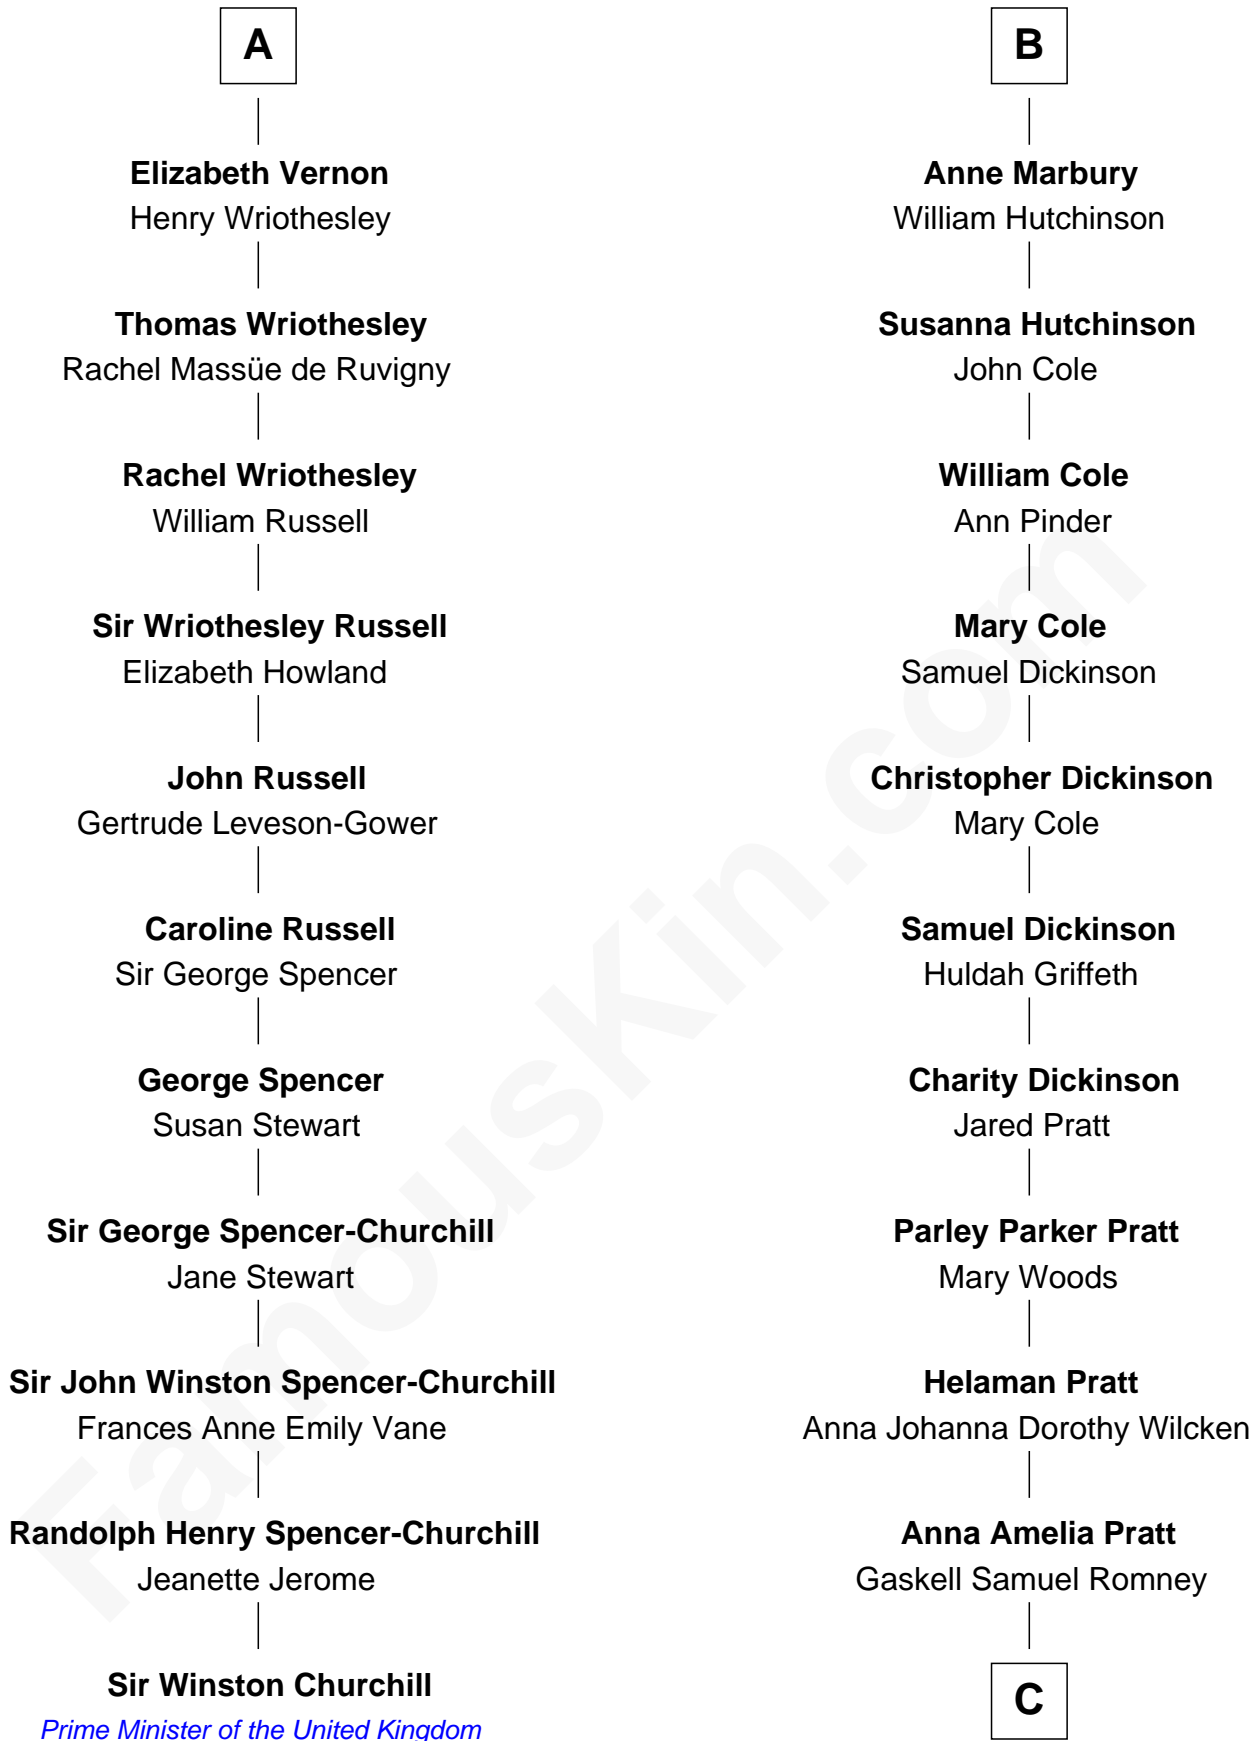 A
Elizabeth Vernon
Henry Wriothesley
Thomas Wriothesley
Rachel Massüe de Ruvigny
Rachel Wriothesley
William Russell
Sir Wriothesley Russell
Elizabeth Howland
John Russell
Gertrude Leveson-Gower
Caroline Russell
Sir George Spencer
George Spencer
Susan Stewart
Sir George Spencer-Churchill
Jane Stewart
Sir John Winston Spencer-Churchill
Frances Anne Emily Vane
Randolph Henry Spencer-Churchill
Jeanette Jerome
Sir Winston Churchill
Prime Minister of the United Kingdom
B
Anne Marbury
William Hutchinson
Susanna Hutchinson
John Cole
William Cole
Ann Pinder
Mary Cole
Samuel Dickinson
Christopher Dickinson
Mary Cole
Samuel Dickinson
Huldah Griffeth
Charity Dickinson
Jared Pratt
Parley Parker Pratt
Mary Woods
Helaman Pratt
Anna Johanna Dorothy Wilcken
Anna Amelia Pratt
Gaskell Samuel Romney
C
FamousKin.com